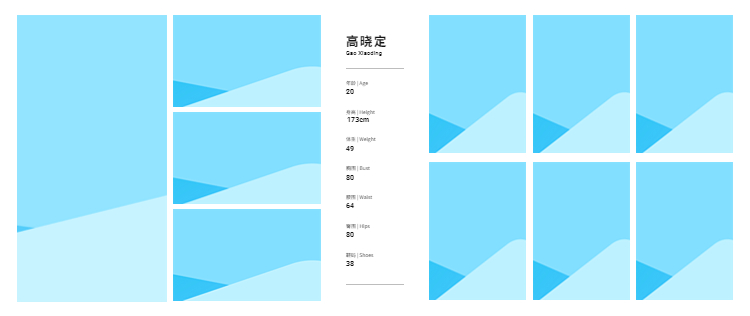 高晓定
Gao Xiaoding
年龄 | Age
20
身高 | Height
173cm
体重 | Weight
49
胸围 | Bust
80
腰围 | Waist
64
臀围 | Hips
80
鞋码 | Shoes
38